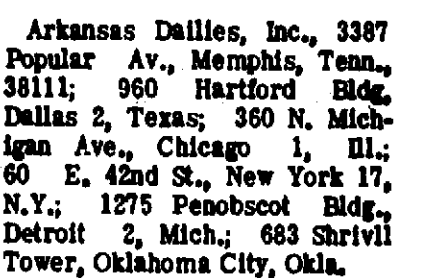 Arkansas Dailies, Inc., 3387
Popular Av., Memphis, Tenn.,
38111; 960 Hartford Bldg.
Dallas 2, Texas; 360 N. Mich-
igan Ave., Chicago 1, Ill.;
60 E. 42nd St., New York 17,
N.Y.; 1275 Penobscot Bldg.,
Detroit 2, Mich.; 683 Shrivll
Tower, Oklahoma City, Okla.